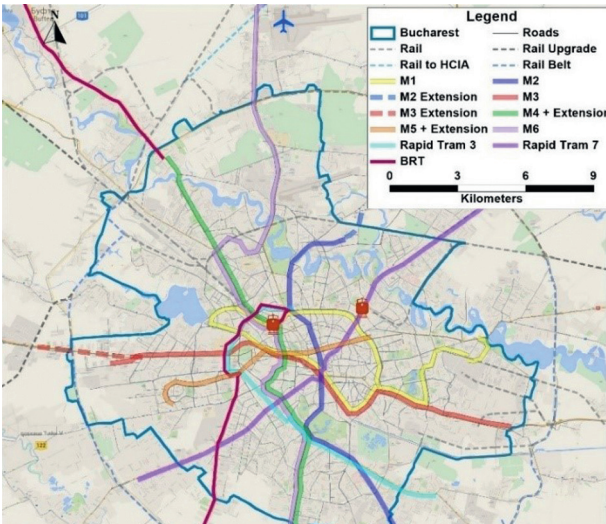 N
Legend
Bucharest
Roads
Rail
Rail Upgrade
Rail to HCIA
Rail Belt
M1
M2
M2 Extension
M3
M3 Extension
M4 + Extension
M5 + Extension
M6
Rapid Tram 3
Rapid Tram 7
BRT
0 3 6 9
Kilometers